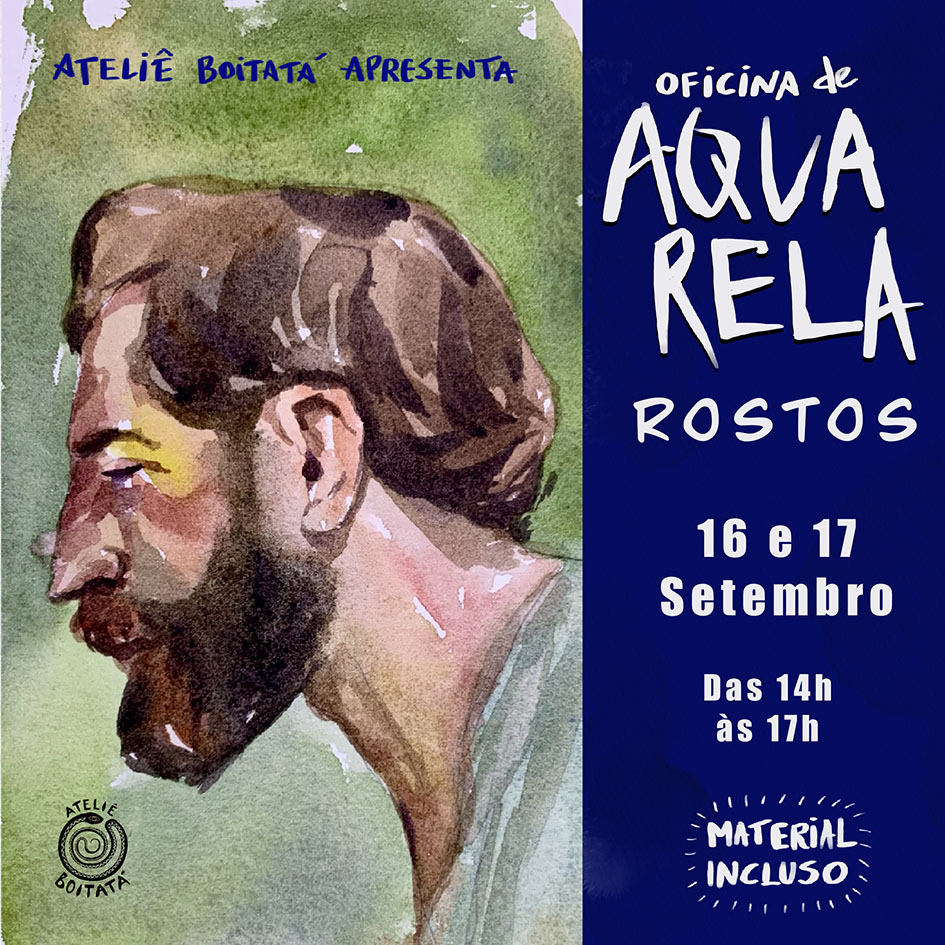 ATELIÊ BOITATÁ APRESENTA
OFICINA de
AQUA
RELA
ROSTOS
16 e 17
Setembro
Das 14h
às 17h
MATERIAL
INCLUSO
ATELIÊ
BOITATÁ